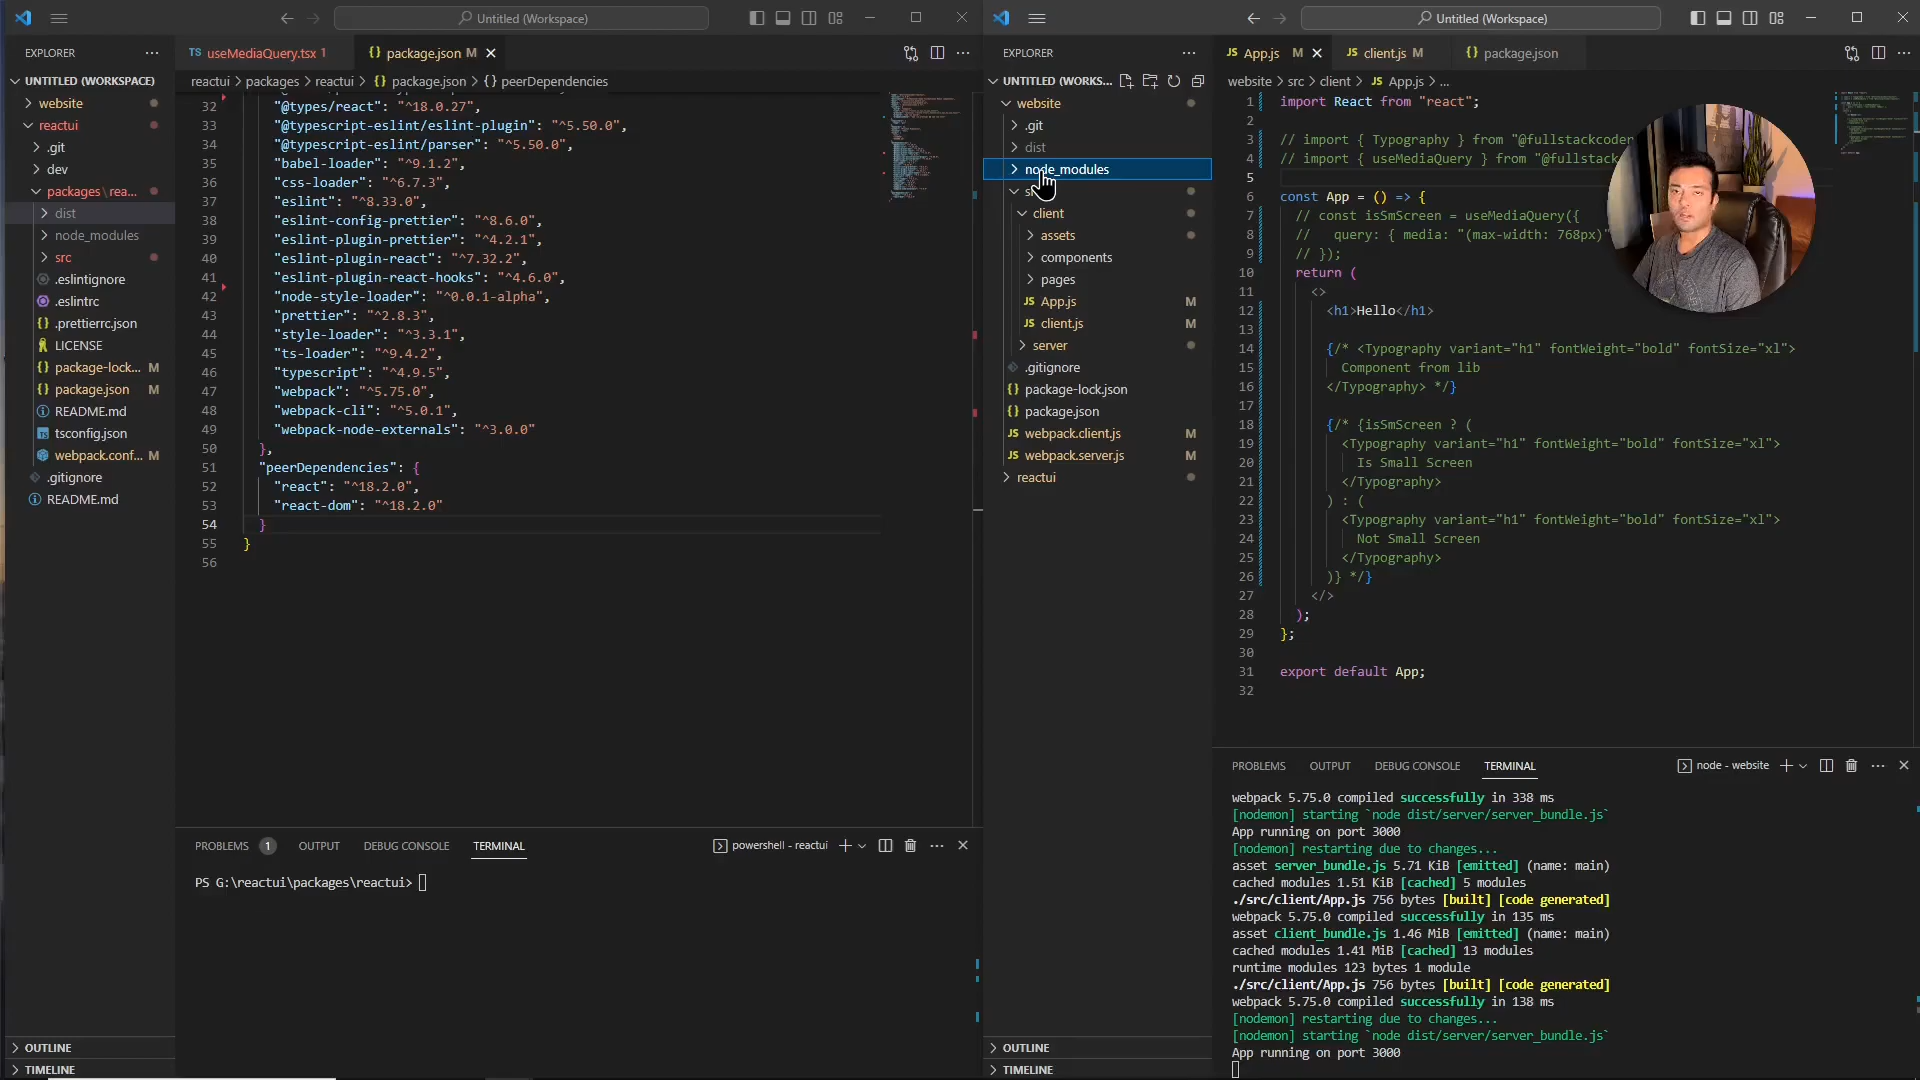 Untitled (Workspace)
EXPLORER
UNTITLED (WORKSPACE)
website
reactui
.git
dev
packages\rea...
dist
node_modules
src
.eslintignore
.eslintrc
.prettierrc.json
LICENSE
package-lock... M
package.json M
README.md
tsconfig.json
webpack.conf... M
.gitignore
README.md
OUTLINE
TIMELINE
TS useMediaQuery.tsx 1
{} package.json M
reactui > packages > reactui > {} package.json > {} peerDependencies
32 "@types/react": "^18.0.27",
33 "@typescript-eslint/eslint-plugin": "^5.50.0",
34 "@typescript-eslint/parser": "^5.50.0",
35 "babel-loader": "^9.1.2",
36 "css-loader": "^6.7.3",
37 "eslint": "^8.33.0",
38 "eslint-config-prettier": "^8.6.0",
39 "eslint-plugin-prettier": "^4.2.1",
40 "eslint-plugin-react": "^7.32.2",
41 "eslint-plugin-react-hooks": "^4.6.0",
42 "node-style-loader": "^0.0.1-alpha",
43 "prettier": "^2.8.3",
44 "style-loader": "^3.3.1",
45 "ts-loader": "^9.4.2",
46 "typescript": "^4.9.5",
47 "webpack": "^5.75.0",
48 "webpack-cli": "^5.0.1",
49 "webpack-node-externals": "^3.0.0"
50 },
51 "peerDependencies": {
52 "react": "^18.2.0",
53 "react-dom": "^18.2.0"
54 }
55 }
56
PROBLEMS 1 OUTPUT DEBUG CONSOLE TERMINAL
powershell - reactui
PS G:\reactui\packages\reactui>
Untitled (Workspace)
EXPLORER
UNTITLED (WORKS...
website
.git
dist
node_modules
client
assets
components
pages
JS App.js M
JS client.js M
server
.gitignore
{} package-lock.json
{} package.json
JS webpack.client.js M
JS webpack.server.js M
reactui
OUTLINE
TIMELINE
JS App.js M
JS client.js M
{} package.json
website > src > client > JS App.js > ...
1 import React from "react";
2
3 // import { Typography } from "@fullstackcoder
4 // import { useMediaQuery } from "@fullstack
5
6 const App = () => {
7 // const isSmScreen = useMediaQuery({
8 // query: { media: "(max-width: 768px)"
9 // });
10 return (
11 <>
12 <h1>Hello</h1>
13
14 {/* <Typography variant="h1" fontWeight="bold" fontSize="xl">
15 Component from lib
16 </Typography> */}
17
18 {/* {isSmScreen ? (
19 <Typography variant="h1" fontWeight="bold" fontSize="xl">
20 Is Small Screen
21 </Typography>
22 ) : (
23 <Typography variant="h1" fontWeight="bold" fontSize="xl">
24 Not Small Screen
25 </Typography>
26 )} */}
27 </>
28 );
29 };
30
31 export default App;
32
PROBLEMS OUTPUT DEBUG CONSOLE TERMINAL
node - website
webpack 5.75.0 compiled successfully in 338 ms
[nodemon] starting `node dist/server/server_bundle.js`
App running on port 3000
[nodemon] restarting due to changes...
asset server_bundle.js 5.71 KiB [emitted] (name: main)
cached modules 1.51 KiB [cached] 5 modules
./src/client/App.js 756 bytes [built] [code generated]
webpack 5.75.0 compiled successfully in 135 ms
asset client_bundle.js 1.46 MiB [emitted] (name: main)
cached modules 1.41 MiB [cached] 13 modules
runtime modules 123 bytes 1 module
./src/client/App.js 756 bytes [built] [code generated]
webpack 5.75.0 compiled successfully in 138 ms
[nodemon] restarting due to changes...
[nodemon] starting `node dist/server/server_bundle.js`
App running on port 3000